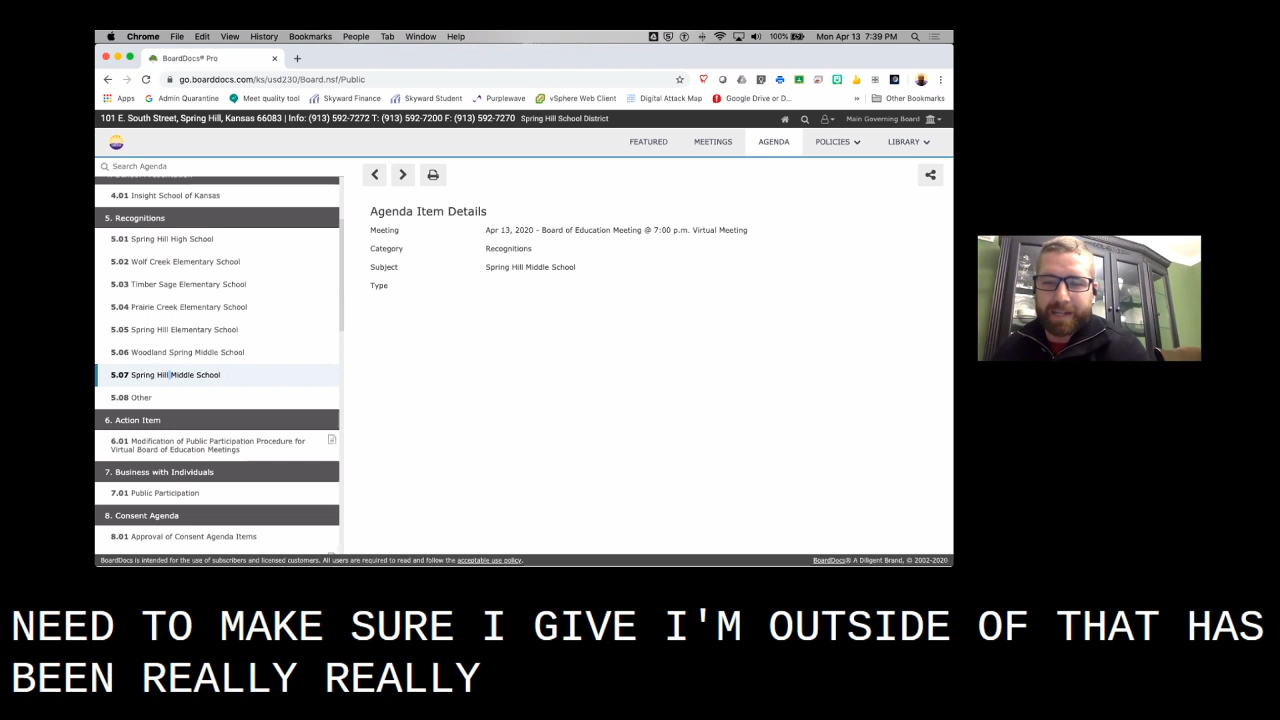 Chrome File Edit View History Bookmarks People Tab Window Help 100% Mon Apr 13 7:39 PM
BoardDocs® Pro
go.boarddocs.com/ks/usd230/Board.nsf/Public
Apps Admin Quarantine Meet quality tool Skyward Finance Skyward Student Purplewave vSphere Web Client Digital Attack Map Google Drive or D... » Other Bookmarks
101 E. South Street, Spring Hill, Kansas 66083 | Info: (913) 592-7272 T: (913) 592-7200 F: (913) 592-7270 Spring Hill School District Main Governing Board
FEATURED MEETINGS AGENDA POLICIES LIBRARY
Search Agenda
4.01 Insight School of Kansas
5. Recognitions
5.01 Spring Hill High School
5.02 Wolf Creek Elementary School
5.03 Timber Sage Elementary School
5.04 Prairie Creek Elementary School
5.05 Spring Hill Elementary School
5.06 Woodland Spring Middle School
5.07 Spring Hill Middle School
5.08 Other
6. Action Item
6.01 Modification of Public Participation Procedure for
Virtual Board of Education Meetings
7. Business with Individuals
7.01 Public Participation
8. Consent Agenda
8.01 Approval of Consent Agenda Items
Agenda Item Details
Meeting Apr 13, 2020 - Board of Education Meeting @ 7:00 p.m. Virtual Meeting
Category Recognitions
Subject Spring Hill Middle School
Type
BoardDocs is intended for the use of subscribers and licensed customers. All users are required to read and follow the acceptable use policy. BoardDocs® A Diligent Brand, © 2002-2020
NEED TO MAKE SURE I GIVE I'M OUTSIDE OF THAT HAS
BEEN REALLY REALLY